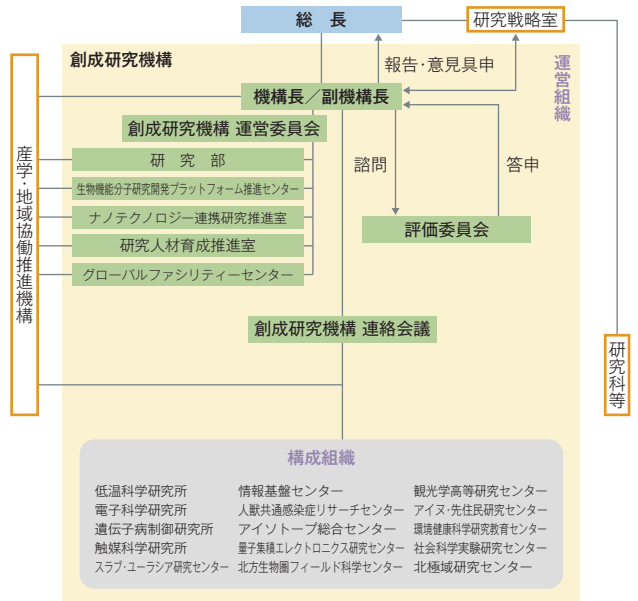 総　長
研究戦略室
創成研究機構
報告・意見具申
運営組織
機構長／副機構長
創成研究機構 運営委員会
研　究　部
諮問
答申
生物機能分子研究開発プラットフォーム推進センター
産学・地域協働推進機構
ナノテクノロジー連携研究推進室
評価委員会
研究人材育成推進室
グローバルファシリティーセンター
創成研究機構 連絡会議
研究科等
構成組織
低温科学研究所
電子科学研究所
遺伝子病制御研究所
触媒科学研究所
スラブ・ユーラシア研究センター
情報基盤センター
人獣共通感染症リサーチセンター
アイソトープ総合センター
量子集積エレクトロニクス研究センター
北方生物圏フィールド科学センター
観光学高等研究センター
アイヌ・先住民研究センター
環境健康科学研究教育センター
社会科学実験研究センター
北極域研究センター